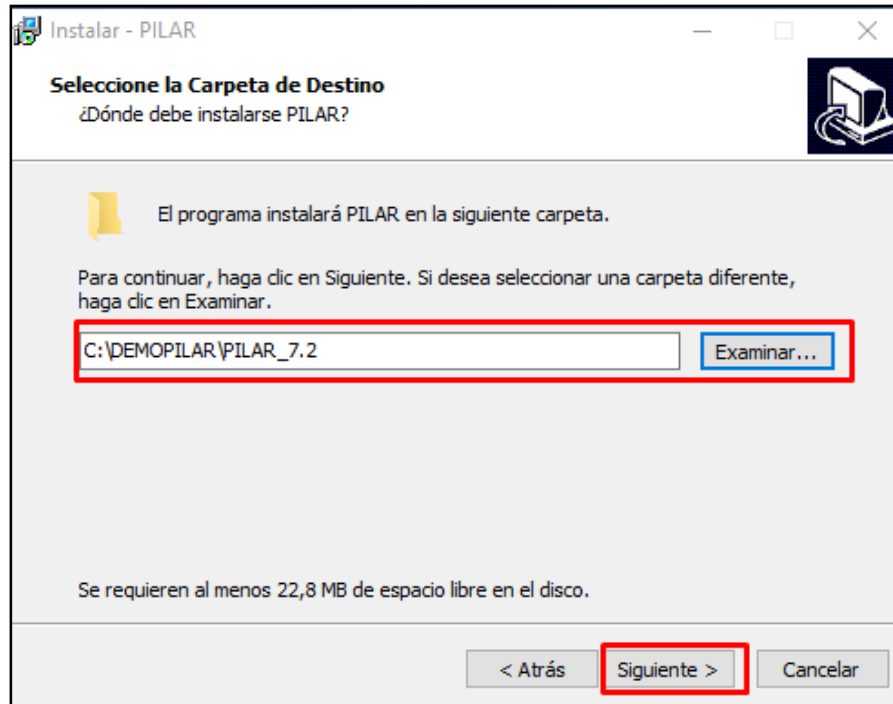 Instalar - PILAR
Seleccione la Carpeta de Destino
¿Dónde debe instalarse PILAR?
El programa instalará PILAR en la siguiente carpeta.
Para continuar, haga clic en Siguiente. Si desea seleccionar una carpeta diferente,
haga clic en Examinar.
C:\DEMOPILAR\PILAR_7.2
Examinar...
Se requieren al menos 22,8 MB de espacio libre en el disco.
< Atrás
Siguiente >
Cancelar